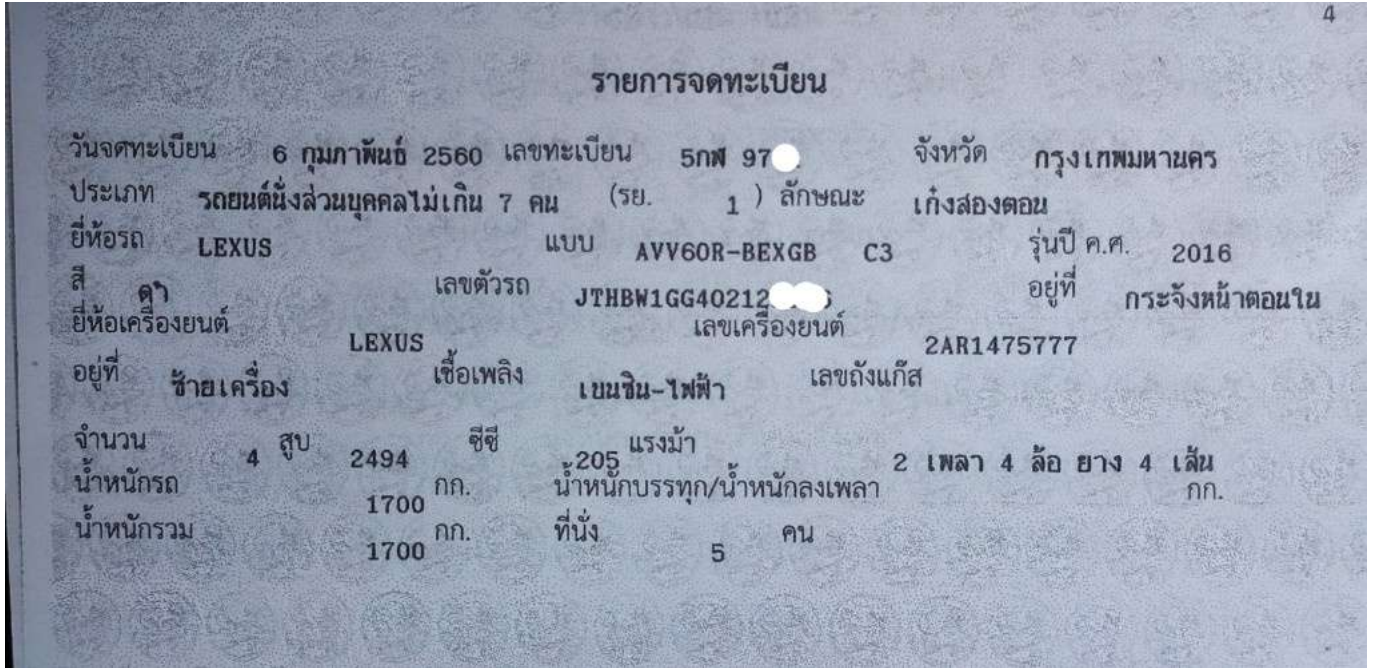 4
รายการจดทะเบียน
วันจดทะเบียน 6 กุมภาพันธ์ 2560 เลขทะเบียน 5กฬ 97 จังหวัด กรุงเทพมหานคร
ประเภท รถยนต์นั่งส่วนบุคคลไม่เกิน 7 คน (รย. 1 ) ลักษณะ เก๋งสองตอน
ยี่ห้อรถ LEXUS แบบ AVV60R-BEXGB C3 รุ่นปี ค.ศ. 2016
สี ดำ เลขตัวรถ JTHBW1GG40212 อยู่ที่ กระจังหน้าตอนใน
ยี่ห้อเครื่องยนต์ LEXUS เลขเครื่องยนต์ 2AR1475777
อยู่ที่ ซ้ายเครื่อง เชื้อเพลิง เบนซิน-ไฟฟ้า เลขถังแก๊ส
จำนวน 4 สูบ 2494 ซีซี 205 แรงม้า 2 เพลา 4 ล้อ ยาง 4 เส้น
น้ำหนักรถ 1700 กก. น้ำหนักบรรทุก/น้ำหนักลงเพลา กก.
น้ำหนักรวม 1700 กก. ที่นั่ง 5 คน